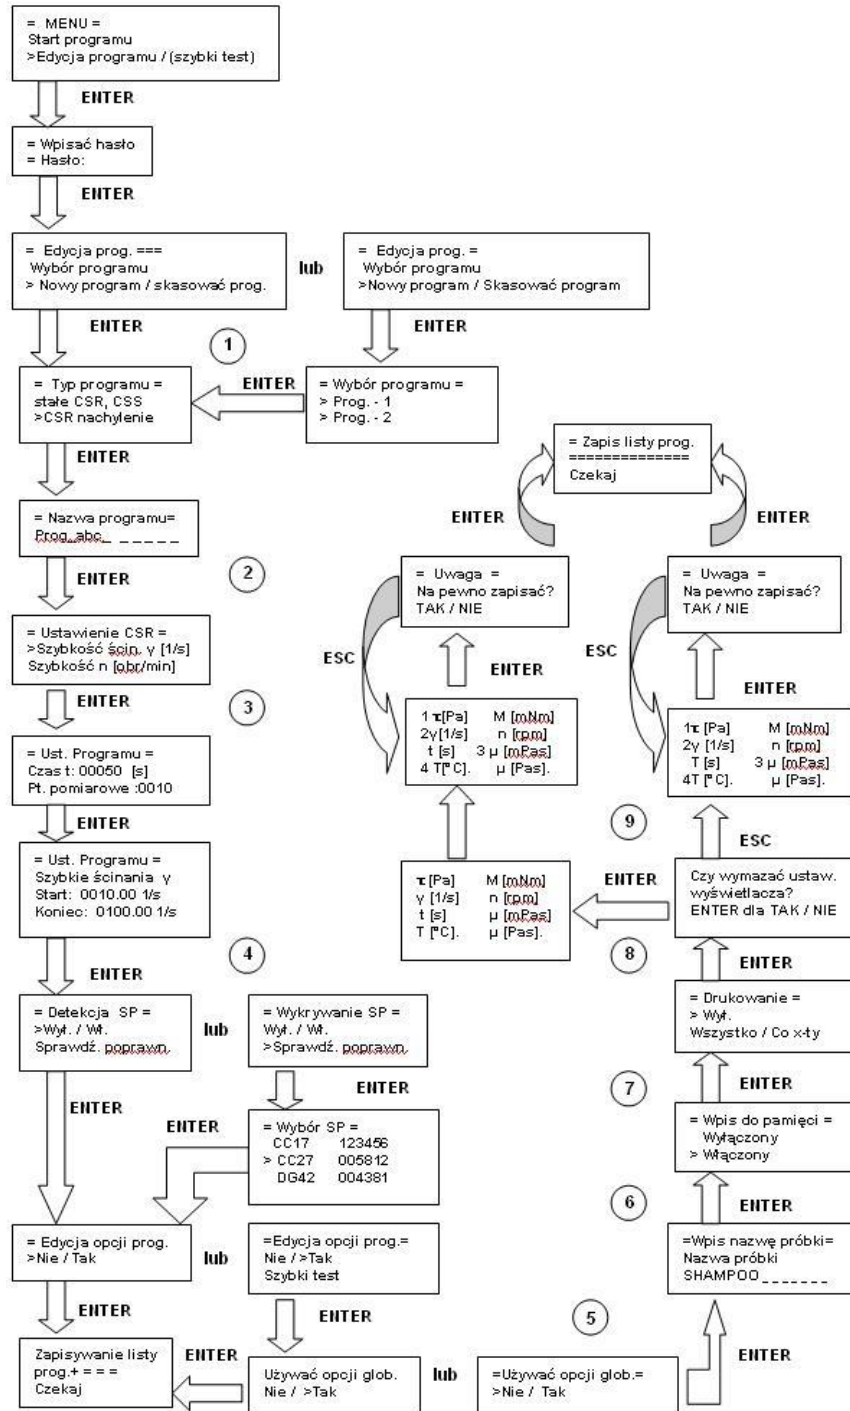 = MENU =
Start programu
>Edycja programu / (szybki test)
ENTER
= Wpisać hasło
= Hasło:
ENTER
= Edycja prog. ===
Wybór programu
> Nowy program / skasować prog.
lub
= Edycja prog. =
Wybór programu
>Nowy program / Skasować program
ENTER
ENTER
1
= Typ programu =
stałe CSR, CSS
>CSR nachylenie
ENTER
= Wybór programu =
> Prog. - 1
> Prog. - 2
ENTER
= Nazwa programu=
Prog_abc_ _ _ _ _ _
ENTER
2
= Ustawienie CSR =
>Szybkość ścin. γ [1/s]
Szybkość n [obr/min]
ENTER
3
= Ust. Programu =
Czas t: 00050 [s]
Pt. pomiarowe :0010
ENTER
= Ust. Programu =
Szybkie ścinania γ
Start: 0010.00 1/s
Koniec: 0100.00 1/s
ENTER
4
= Detekcja SP =
>Wył. / Wł.
Sprawdź. poprawn.
lub
= Wykrywanie SP =
Wył. / Wł.
>Sprawdź. poprawn.
ENTER
ENTER
ENTER
= Wybór SP =
CC17 123456
> CC27 005812
DG42 004381
= Edycja opcji prog.
>Nie / Tak
lub
=Edycja opcji prog.=
Nie / >Tak
Szybki test
ENTER
ENTER
Zapisywanie listy
prog.+ = = =
Czekaj
ENTER
Używać opcji glob.
Nie / >Tak
lub
5
=Używać opcji glob.=
>Nie / Tak
ENTER
=Wpis nazwę próbki=
Nazwa próbki
SHAMPOO _ _ _ _ _ _ _
6
ENTER
= Wpis do pamięci =
Wyłączony
> Włączony
7
ENTER
= Drukowanie =
> Wył.
Wszystko / Co x-ty
8
ENTER
Czy wymazać ustaw.
wyświetlacza?
ENTER dla TAK / NIE
ENTER
τ [Pa] M [mNm]
γ [1/s] n [rpm]
t [s] μ [mPas]
T [°C]. μ [Pas].
9
ESC
1 τ[Pa] M [mNm]
2γ[1/s] n [rpm]
t [s] 3 μ [mPas]
4 T[°C]. μ [Pas].
1τ [Pa] M [mNm]
2γ [1/s] n [rpm]
T [s] 3 μ [mPas]
4T [°C]. μ [Pas].
ENTER
ENTER
ESC
ESC
= Uwaga =
Na pewno zapisać?
TAK / NIE
= Uwaga =
Na pewno zapisać?
TAK / NIE
ENTER
ENTER
= Zapis listy prog.
==============
Czekaj